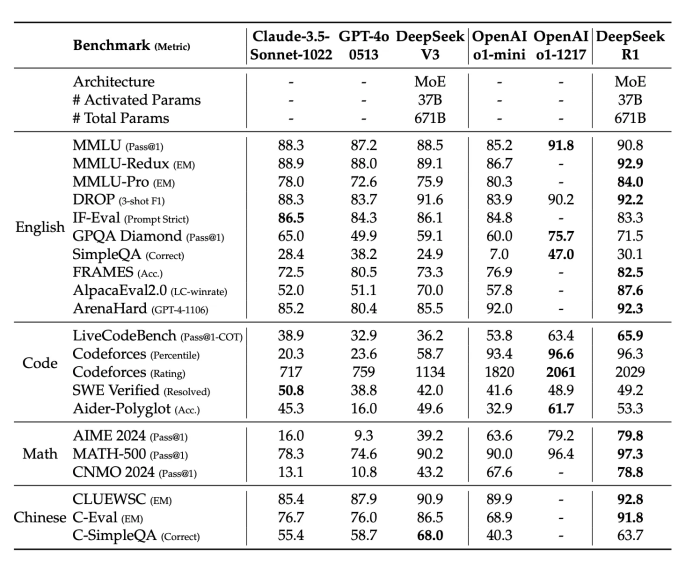 Benchmark (Metric) Claude-3.5-Sonnet-1022 GPT-4o 0513 DeepSeek V3 OpenAI o1-mini OpenAI o1-1217 DeepSeek R1
Architecture - - MoE - - MoE
# Activated Params - - 37B - - 37B
# Total Params - - 671B - - 671B
English
MMLU (Pass@1) 88.3 87.2 88.5 85.2 91.8 90.8
MMLU-Redux (EM) 88.9 88.0 89.1 86.7 - 92.9
MMLU-Pro (EM) 78.0 72.6 75.9 80.3 - 84.0
DROP (3-shot F1) 88.3 83.7 91.6 83.9 90.2 92.2
IF-Eval (Prompt Strict) 86.5 84.3 86.1 84.8 - 83.3
GPQA Diamond (Pass@1) 65.0 49.9 59.1 60.0 75.7 71.5
SimpleQA (Correct) 28.4 38.2 24.9 7.0 47.0 30.1
FRAMES (Acc.) 72.5 80.5 73.3 76.9 - 82.5
AlpacaEval2.0 (LC-winrate) 52.0 51.1 70.0 57.8 - 87.6
ArenaHard (GPT-4-1106) 85.2 80.4 85.5 92.0 - 92.3
Code
LiveCodeBench (Pass@1-COT) 38.9 32.9 36.2 53.8 63.4 65.9
Codeforces (Percentile) 20.3 23.6 58.7 93.4 96.6 96.3
Codeforces (Rating) 717 759 1134 1820 2061 2029
SWE Verified (Resolved) 50.8 38.8 42.0 41.6 48.9 49.2
Aider-Polyglot (Acc.) 45.3 16.0 49.6 32.9 61.7 53.3
Math
AIME 2024 (Pass@1) 16.0 9.3 39.2 63.6 79.2 79.8
MATH-500 (Pass@1) 78.3 74.6 90.2 90.0 96.4 97.3
CNMO 2024 (Pass@1) 13.1 10.8 43.2 67.6 - 78.8
Chinese
CLUEWSC (EM) 85.4 87.9 90.9 89.9 - 92.8
C-Eval (EM) 76.7 76.0 86.5 68.9 - 91.8
C-SimpleQA (Correct) 55.4 58.7 68.0 40.3 - 63.7